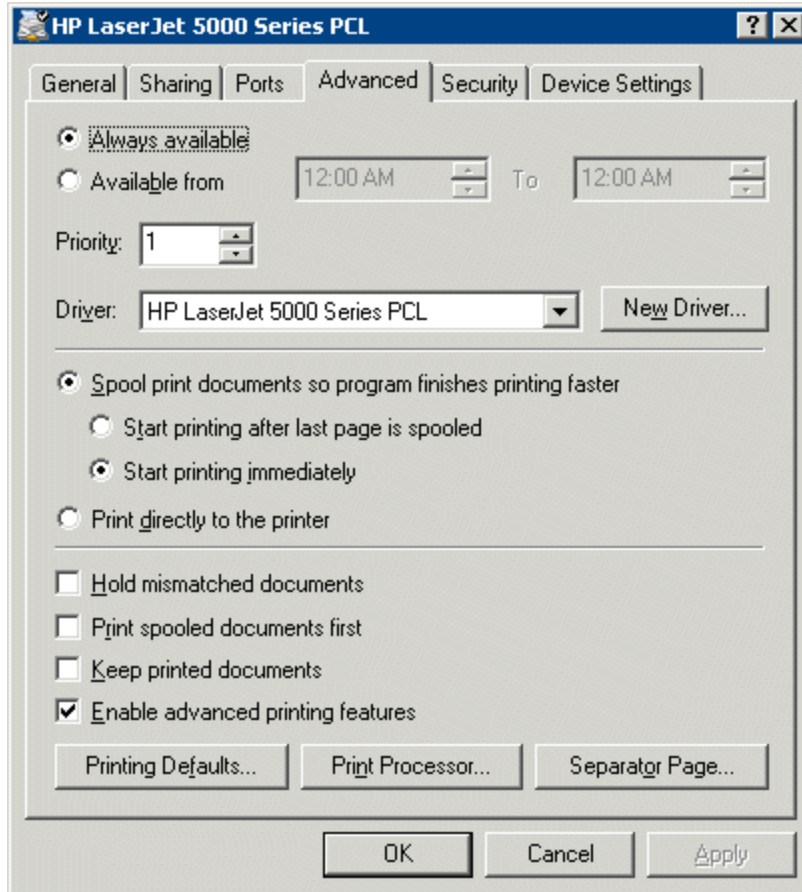 HP LaserJet 5000 Series PCL
General Sharing Ports Advanced Security Device Settings
Always available
Available from 12:00 AM To 12:00 AM
Priority: 1
Driver: HP LaserJet 5000 Series PCL New Driver...
Spool print documents so program finishes printing faster
Start printing after last page is spooled
Start printing immediately
Print directly to the printer
Hold mismatched documents
Print spooled documents first
Keep printed documents
Enable advanced printing features
Printing Defaults... Print Processor... Separator Page...
OK Cancel Apply